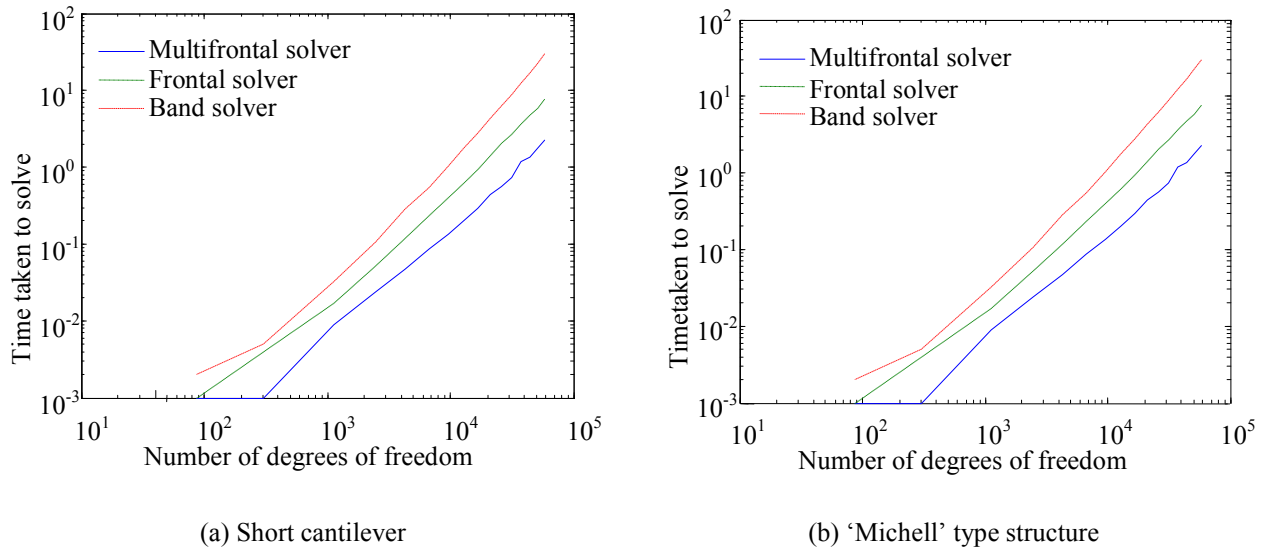 10^2
10^1
10^0
10^-1
10^-2
10^-3
Time taken to solve
Multifrontal solver
Frontal solver
Band solver
10^1
10^2
10^3
10^4
10^5
Number of degrees of freedom
(a) Short cantilever
10^2
10^1
10^0
10^-1
10^-2
10^-3
Timetaken to solve
Multifrontal solver
Frontal solver
Band solver
10^1
10^2
10^3
10^4
10^5
Number of degrees of freedom
(b) ‘Michell’ type structure